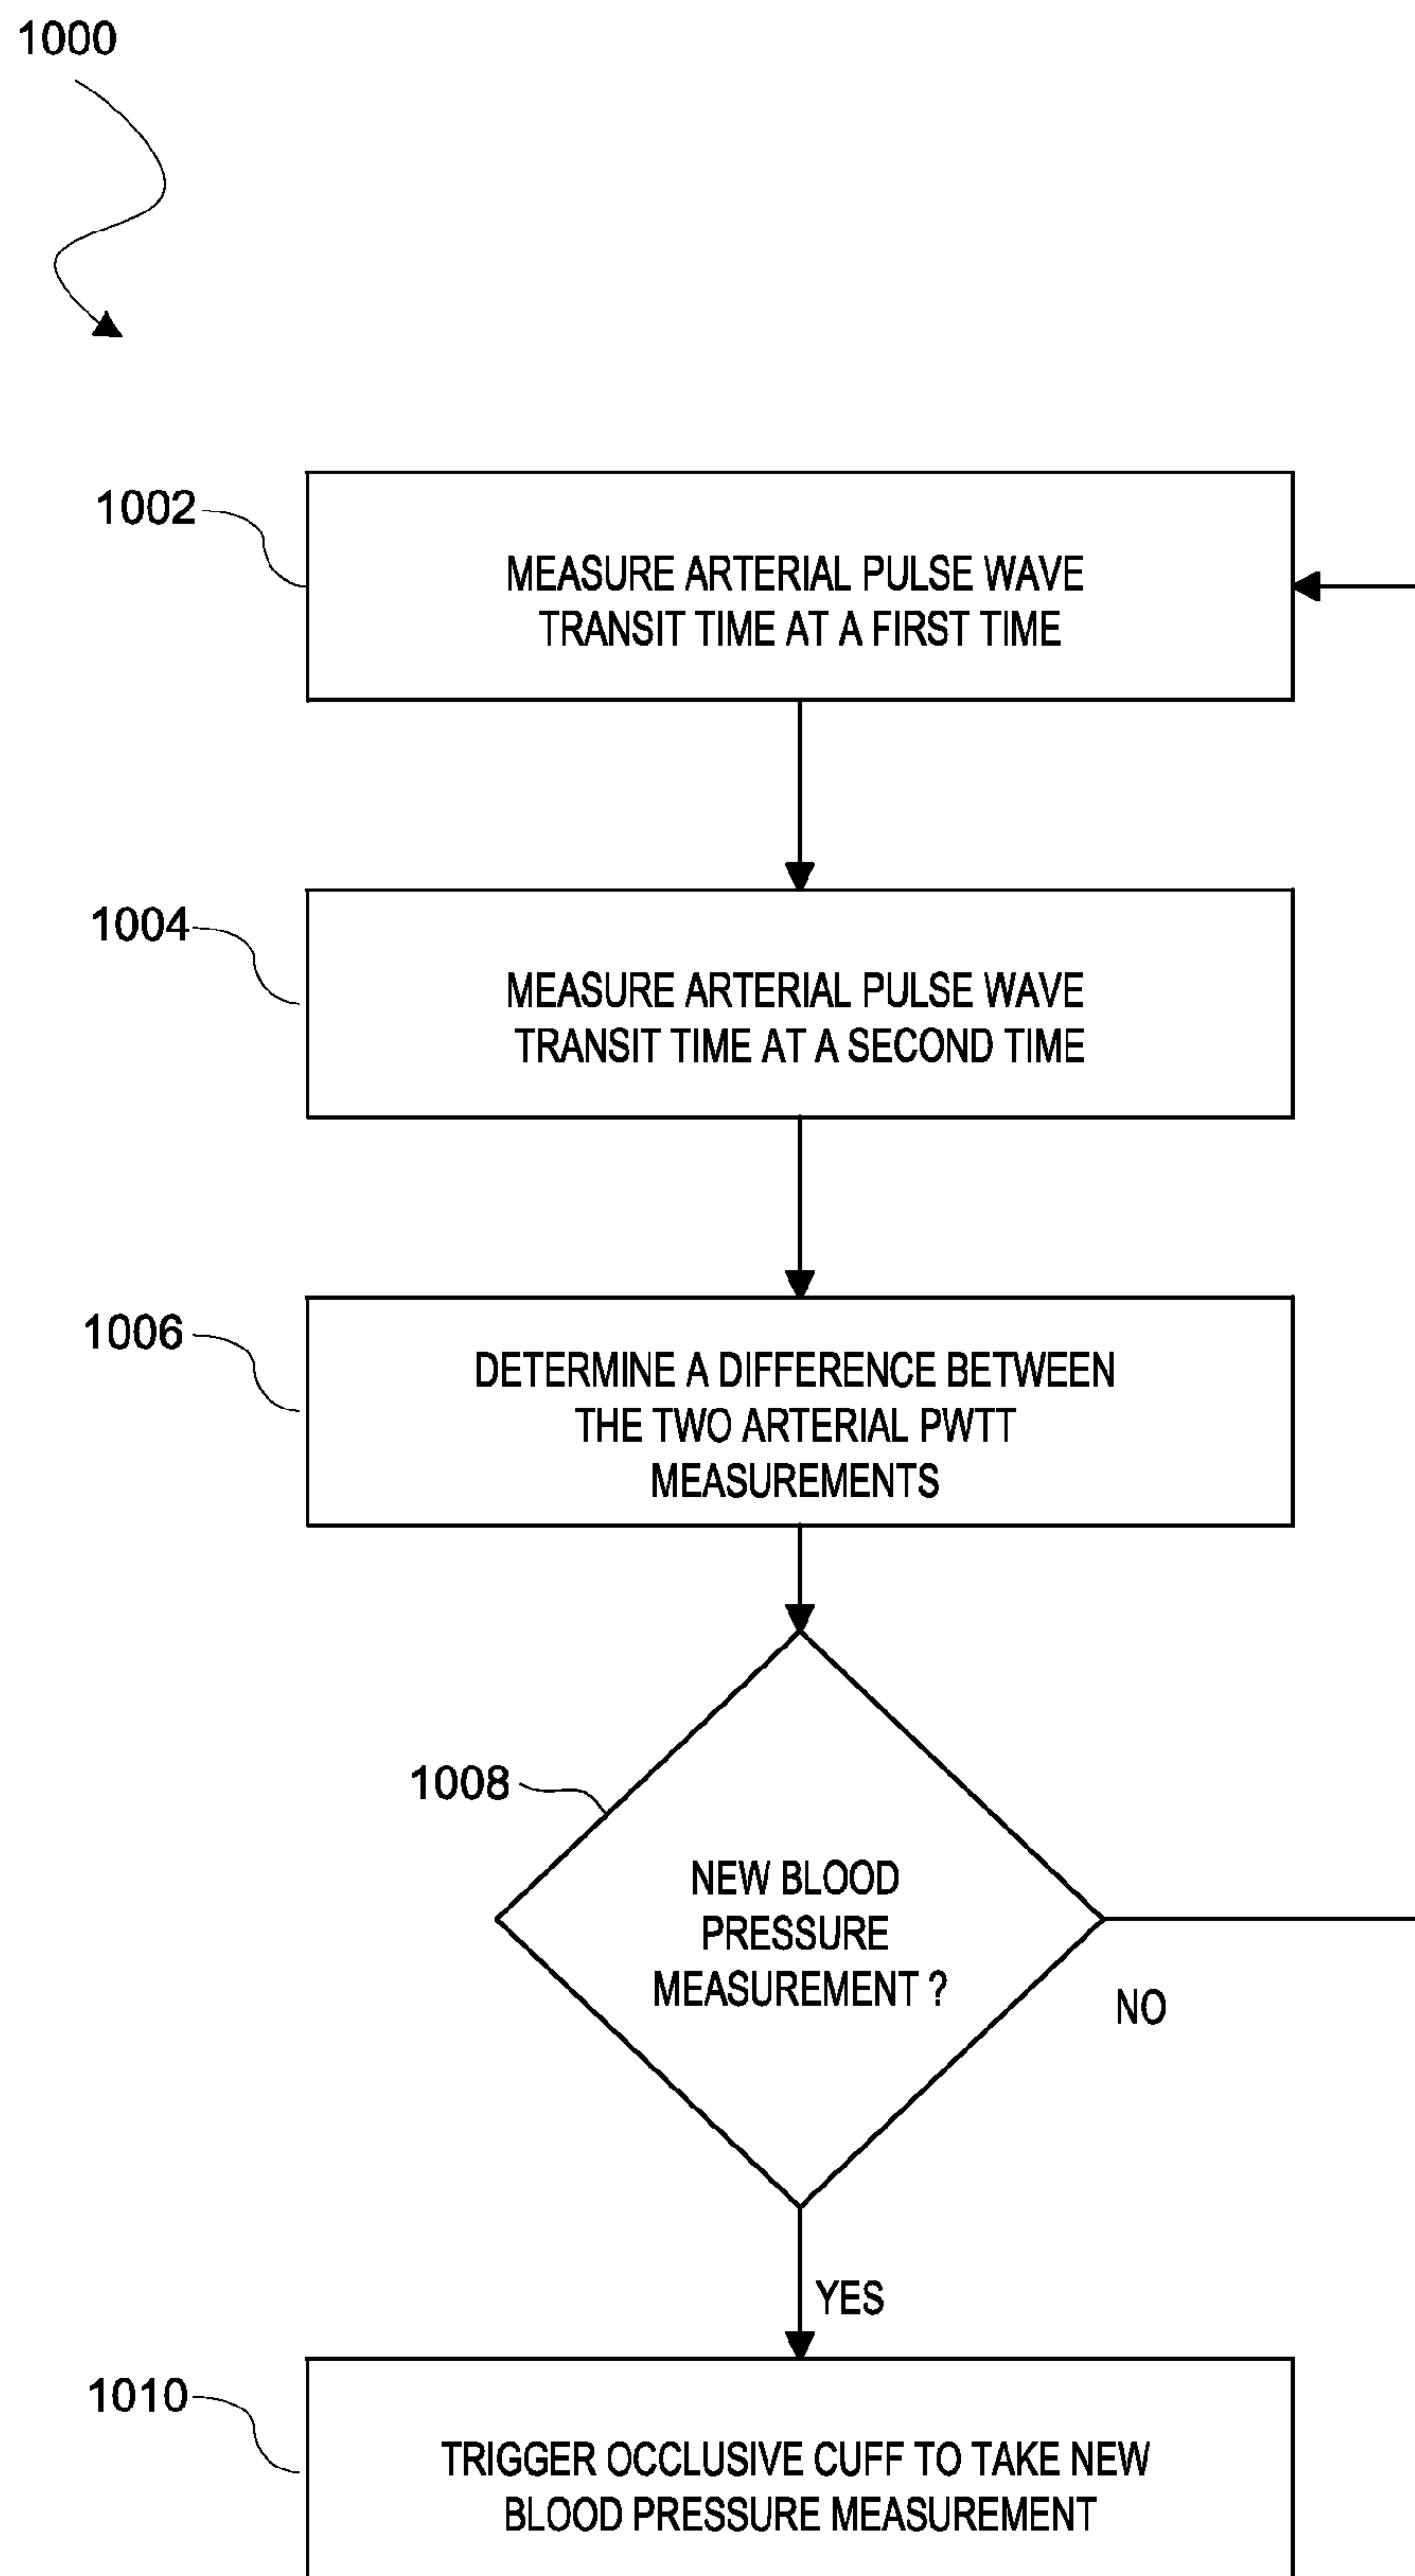 1000
1002
MEASURE ARTERIAL PULSE WAVE
TRANSIT TIME AT A FIRST TIME
1004
MEASURE ARTERIAL PULSE WAVE
TRANSIT TIME AT A SECOND TIME
1006
DETERMINE A DIFFERENCE BETWEEN
THE TWO ARTERIAL PWTT
MEASUREMENTS
1008
NEW BLOOD
PRESSURE
MEASUREMENT ?
NO
YES
1010
TRIGGER OCCLUSIVE CUFF TO TAKE NEW
BLOOD PRESSURE MEASUREMENT